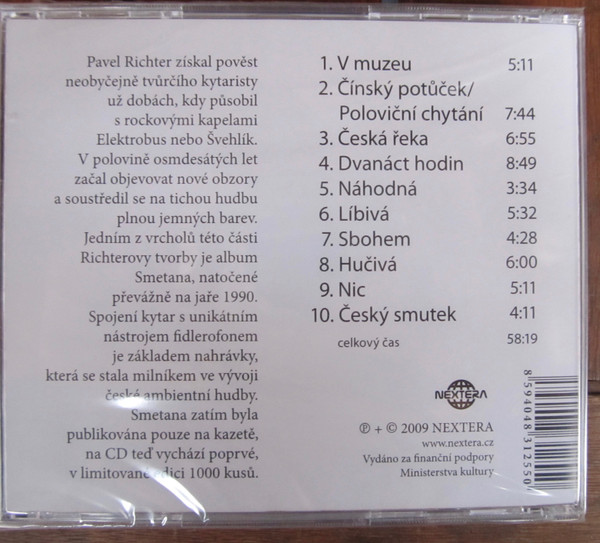 Pavel Richter získal pověst
neobyčejně tvůrčího kytaristy
už dobách, kdy působil
s rockovými kapelami
Elektrobus nebo Švehlík.
V polovině osmdesátých let
začal objevovat nové obzory
a soustředil se na tichou hudbu
plnou jemných barev.
Jedním z vrcholů této části
Richterovy tvorby je album
Smetana, natočené
převážně na jaře 1990.
Spojení kytar s unikátním
nástrojem fidlerofonem
je základem nahrávky,
která se stala milníkem ve vývoji
české ambientní hudby.
Smetana zatím byla
publikována pouze na kazetě,
na CD teď vychází poprvé,
v limitované edici 1000 kusů.
1. V muzeu 5:11
2. Čínský potůček/
Poloviční chytání 7:44
3. Česká řeka 6:55
4. Dvanáct hodin 8:49
5. Náhodná 3:34
6. Líbivá 5:32
7. Sbohem 4:28
8. Hučivá 6:00
9. Nic 5:11
10. Český smutek 4:11
celkový čas 58:19
NEXTERA
℗ + © 2009 NEXTERA
www.nextera.cz
Vydáno za finanční podpory
Ministerstva kultury
8 594048 312550